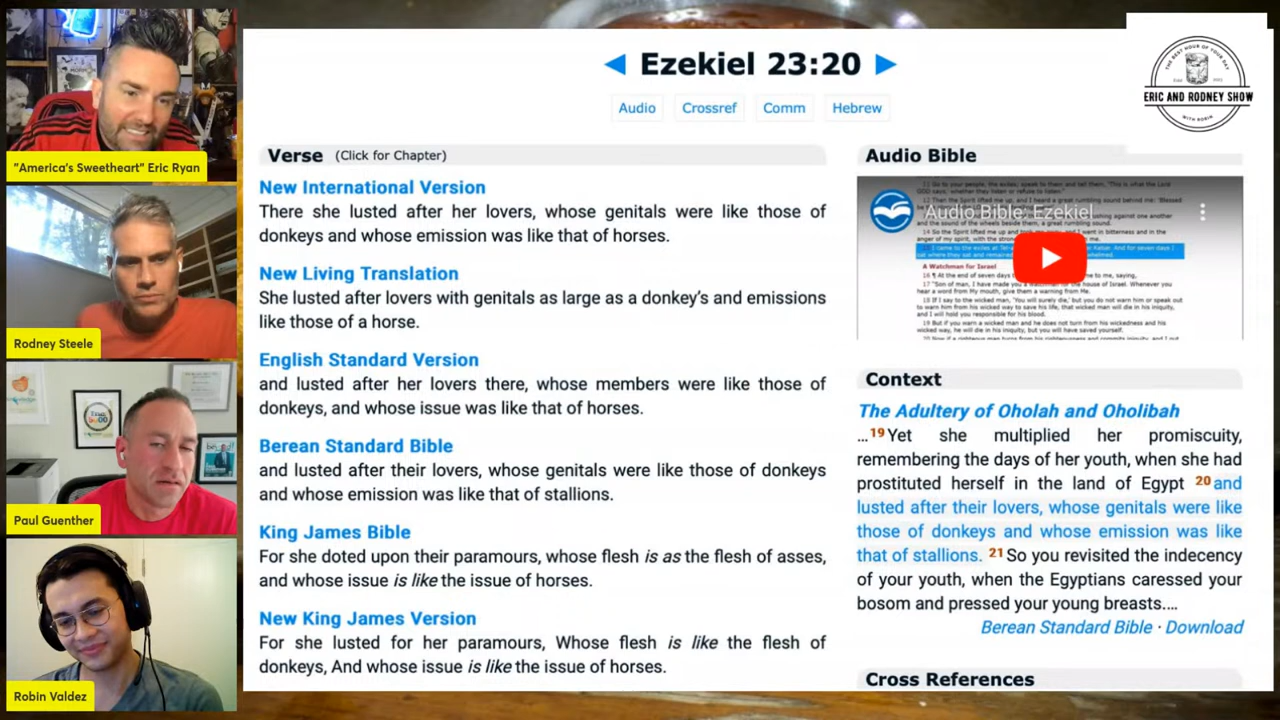 "America's Sweetheart" Eric Ryan
Rodney Steele
Paul Guenther
Robin Valdez
◀ Ezekiel 23:20 ▶
Audio Crossref Comm Hebrew
Verse (Click for Chapter)
New International Version
There she lusted after her lovers, whose genitals were like those of
donkeys and whose emission was like that of horses.
New Living Translation
She lusted after lovers with genitals as large as a donkey's and emissions
like those of a horse.
English Standard Version
and lusted after her lovers there, whose members were like those of
donkeys, and whose issue was like that of horses.
Berean Standard Bible
and lusted after their lovers, whose genitals were like those of donkeys
and whose emission was like that of stallions.
King James Bible
For she doted upon their paramours, whose flesh is as the flesh of asses,
and whose issue is like the issue of horses.
New King James Version
For she lusted for her paramours, Whose flesh is like the flesh of
donkeys, And whose issue is like the issue of horses.
THE BEST HOUR OF YOUR DAY
ERIC AND RODNEY SHOW
WITH ROBIN
Audio Bible
Audio Bible: Ezekiel
A Watchman for Israel
Context
The Adultery of Oholah and Oholibah
...19 Yet she multiplied her promiscuity,
remembering the days of her youth, when she had
prostituted herself in the land of Egypt 20 and
lusted after their lovers, whose genitals were like
those of donkeys and whose emission was like
that of stallions. 21 So you revisited the indecency
of your youth, when the Egyptians caressed your
bosom and pressed your young breasts....
Berean Standard Bible · Download
Cross References